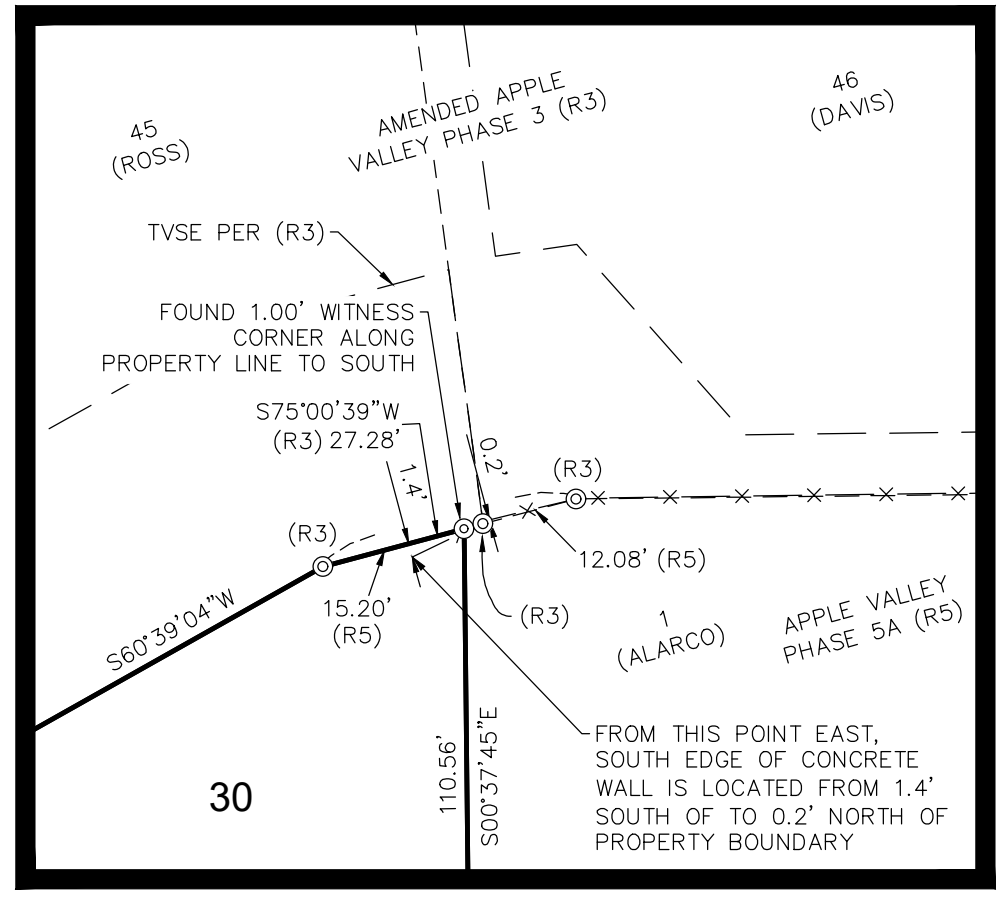 AMENDED APPLE
VALLEY PHASE 3 (R3)
46
(DAVIS)
45
(ROSS)
TVSE PER (R3)
FOUND 1.00' WITNESS
CORNER ALONG
PROPERTY LINE TO SOUTH
S75°00'39"W
(R3) 27.28'
1.4'
0.2'
(R3)
(R3)
12.08' (R5)
15.20'
(R5)
(R3)
S60°39'04"W
1
(ALARCO)
APPLE VALLEY
PHASE 5A (R5)
110.56'
S00°37'45"E
30
FROM THIS POINT EAST,
SOUTH EDGE OF CONCRETE
WALL IS LOCATED FROM 1.4'
SOUTH OF TO 0.2' NORTH OF
PROPERTY BOUNDARY